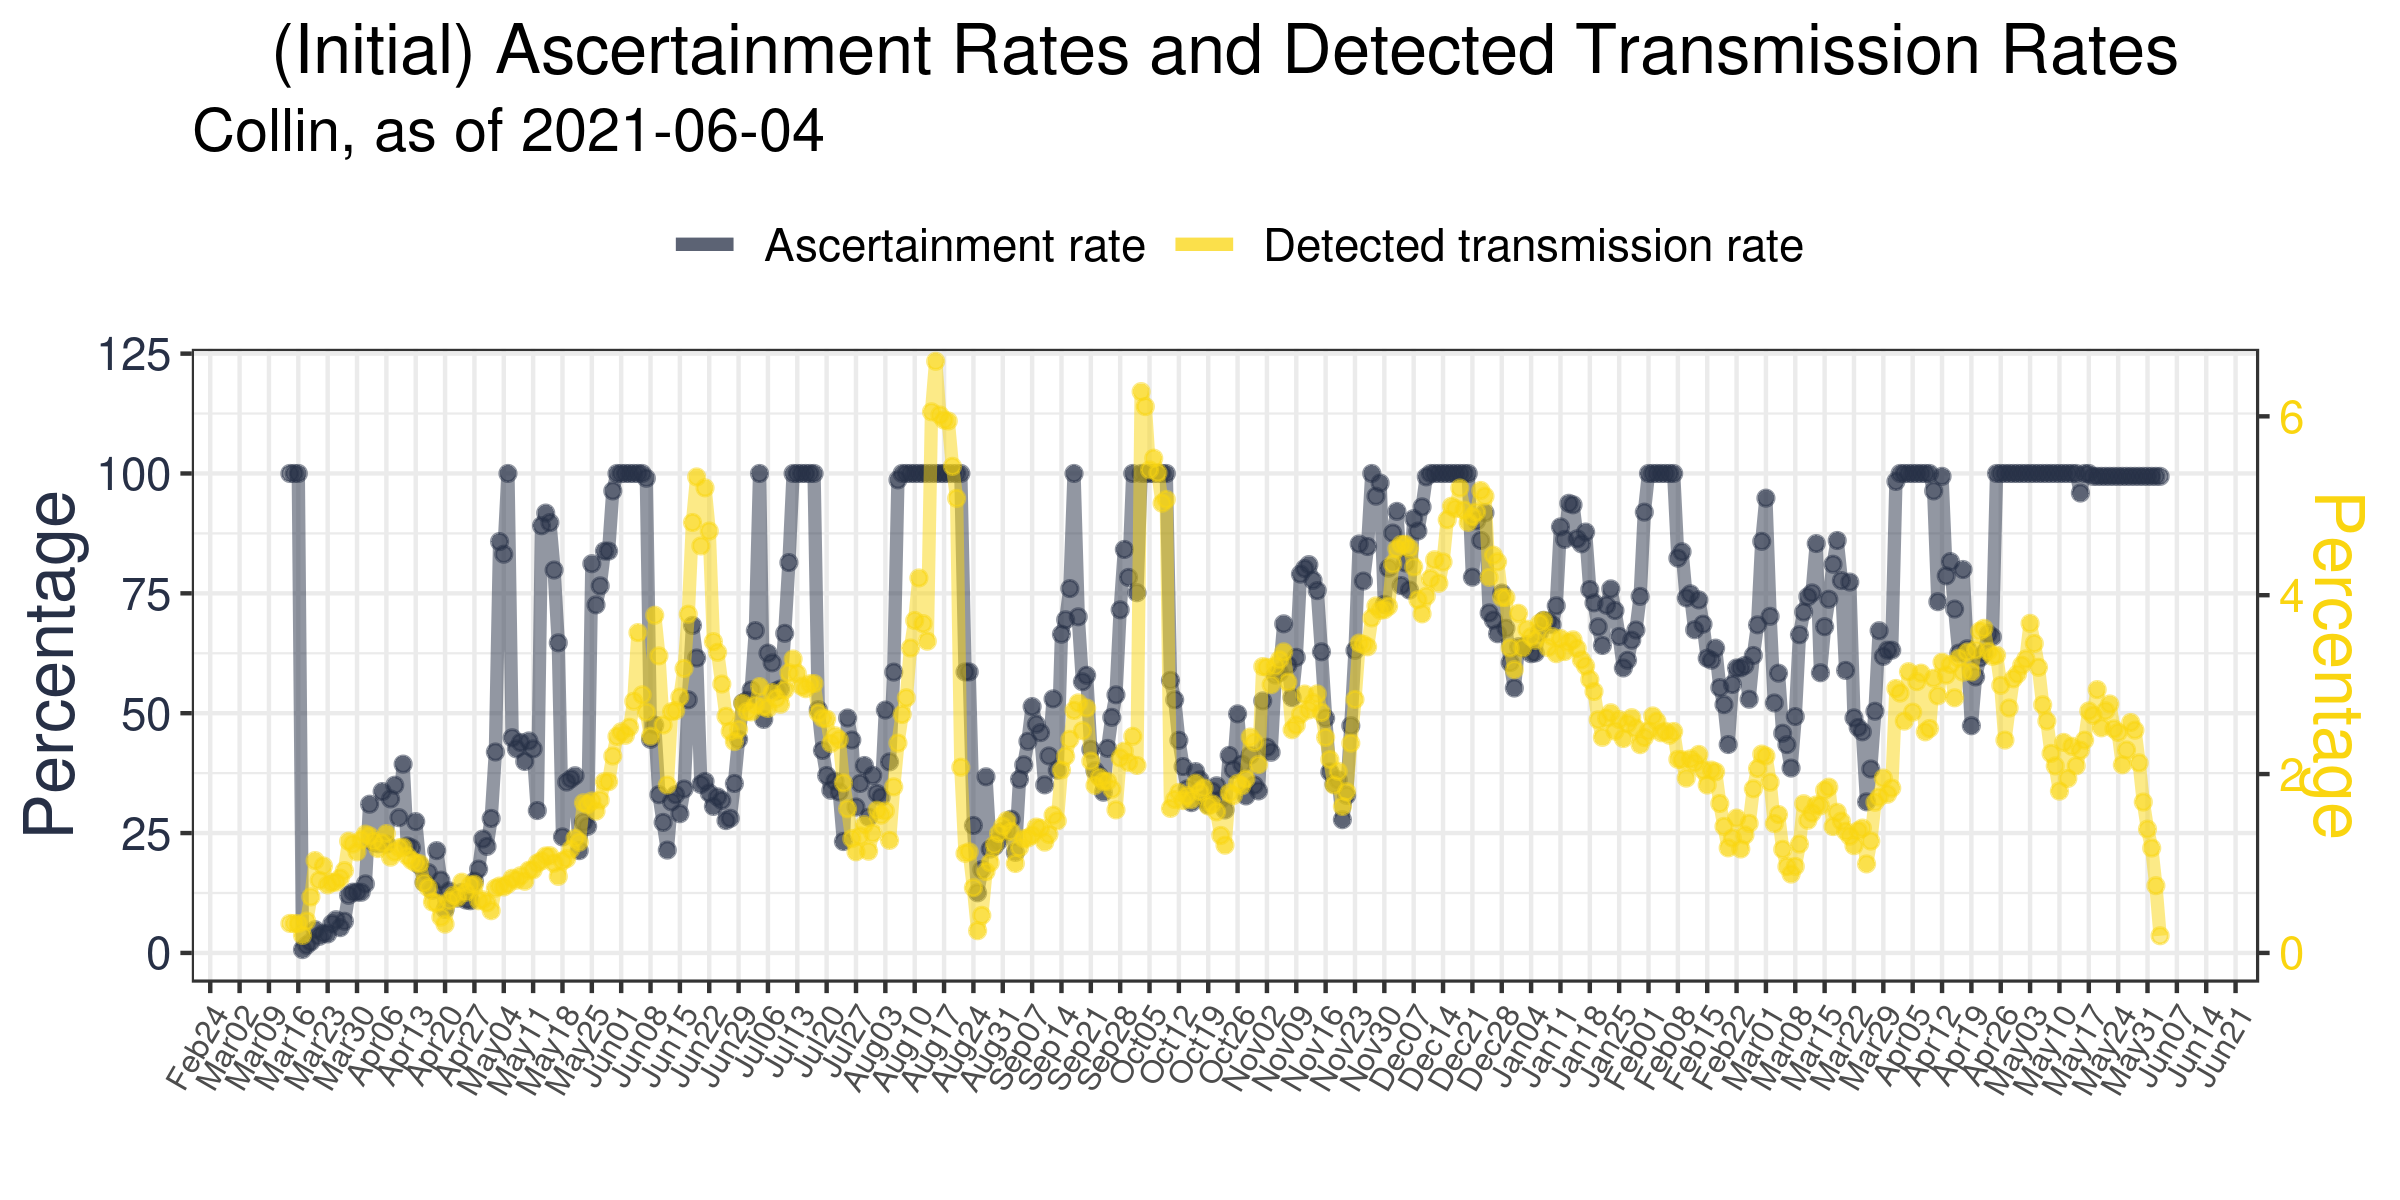 (Initial) Ascertainment Rates and Detected Transmission Rates
Collin, as of 2021-06-04
Ascertainment rate
Detected transmission rate
Percentage
125
100
75
50
25
0
6
4
2
0
Percentage
Feb24
Mar02
Mar09
Mar16
Mar23
Mar30
Apr06
Apr13
Apr20
Apr27
May04
May11
May18
May25
Jun01
Jun08
Jun15
Jun22
Jun29
Jul06
Jul13
Jul20
Jul27
Aug03
Aug10
Aug17
Aug24
Aug31
Sep07
Sep14
Sep21
Sep28
Oct05
Oct12
Oct19
Oct26
Nov02
Nov09
Nov16
Nov23
Nov30
Dec07
Dec14
Dec21
Dec28
Jan04
Jan11
Jan18
Jan25
Feb01
Feb08
Feb15
Feb22
Mar01
Mar08
Mar15
Mar22
Mar29
Apr05
Apr12
Apr19
Apr26
May03
May10
May17
May24
May31
Jun07
Jun14
Jun21